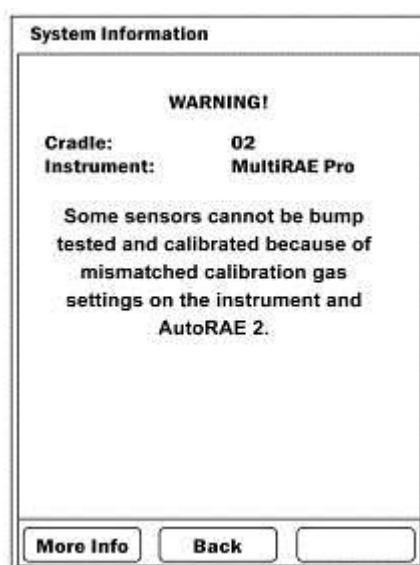 System Information
WARNING!
Cradle: 02
Instrument: MultiRAE Pro
Some sensors cannot be bump
tested and calibrated because of
mismatched calibration gas
settings on the instrument and
AutoRAE 2.
More Info Back